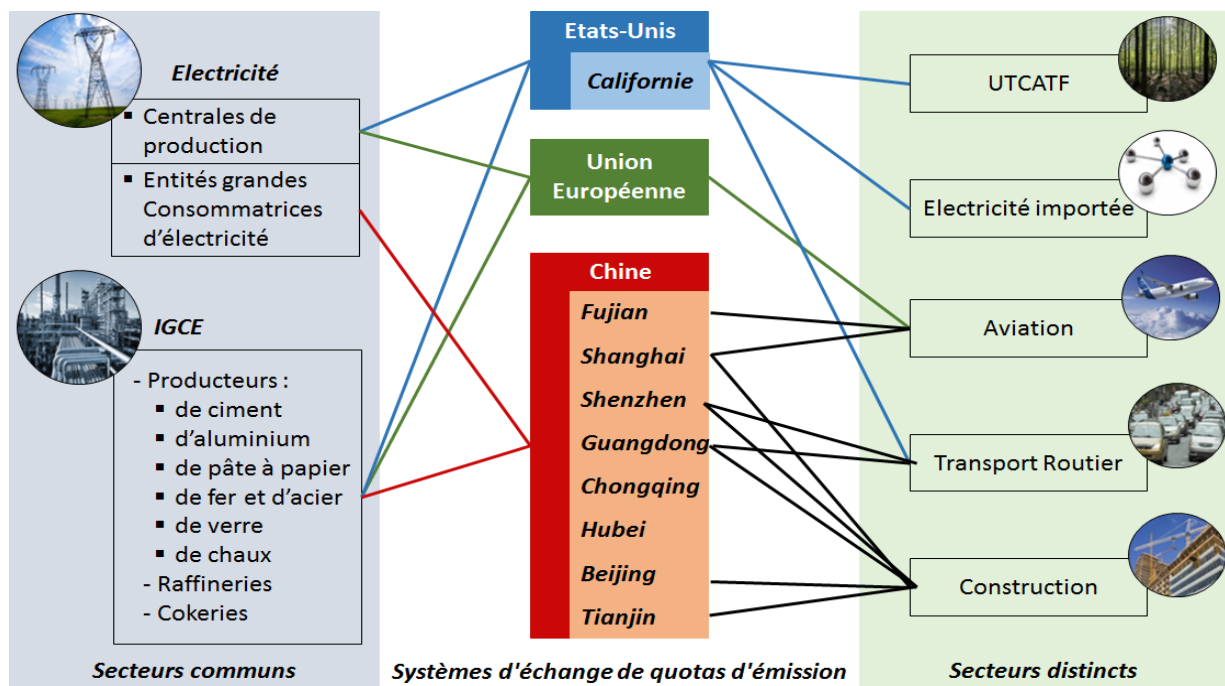 Electricité
▪ Centrales de
production
▪ Entités grandes
Consommatrices
d’électricité
IGCE
- Producteurs :
▪ de ciment
▪ d’aluminium
▪ de pâte à papier
▪ de fer et d’acier
▪ de verre
▪ de chaux
- Raffineries
- Cokeries
Secteurs communs
Etats-Unis
Californie
Union
Européenne
Chine
Fujian
Shanghai
Shenzhen
Guangdong
Chongqing
Hubei
Beijing
Tianjin
Systèmes d'échange de quotas d'émission
UTCATF
Electricité importée
Aviation
Transport Routier
Construction
Secteurs distincts